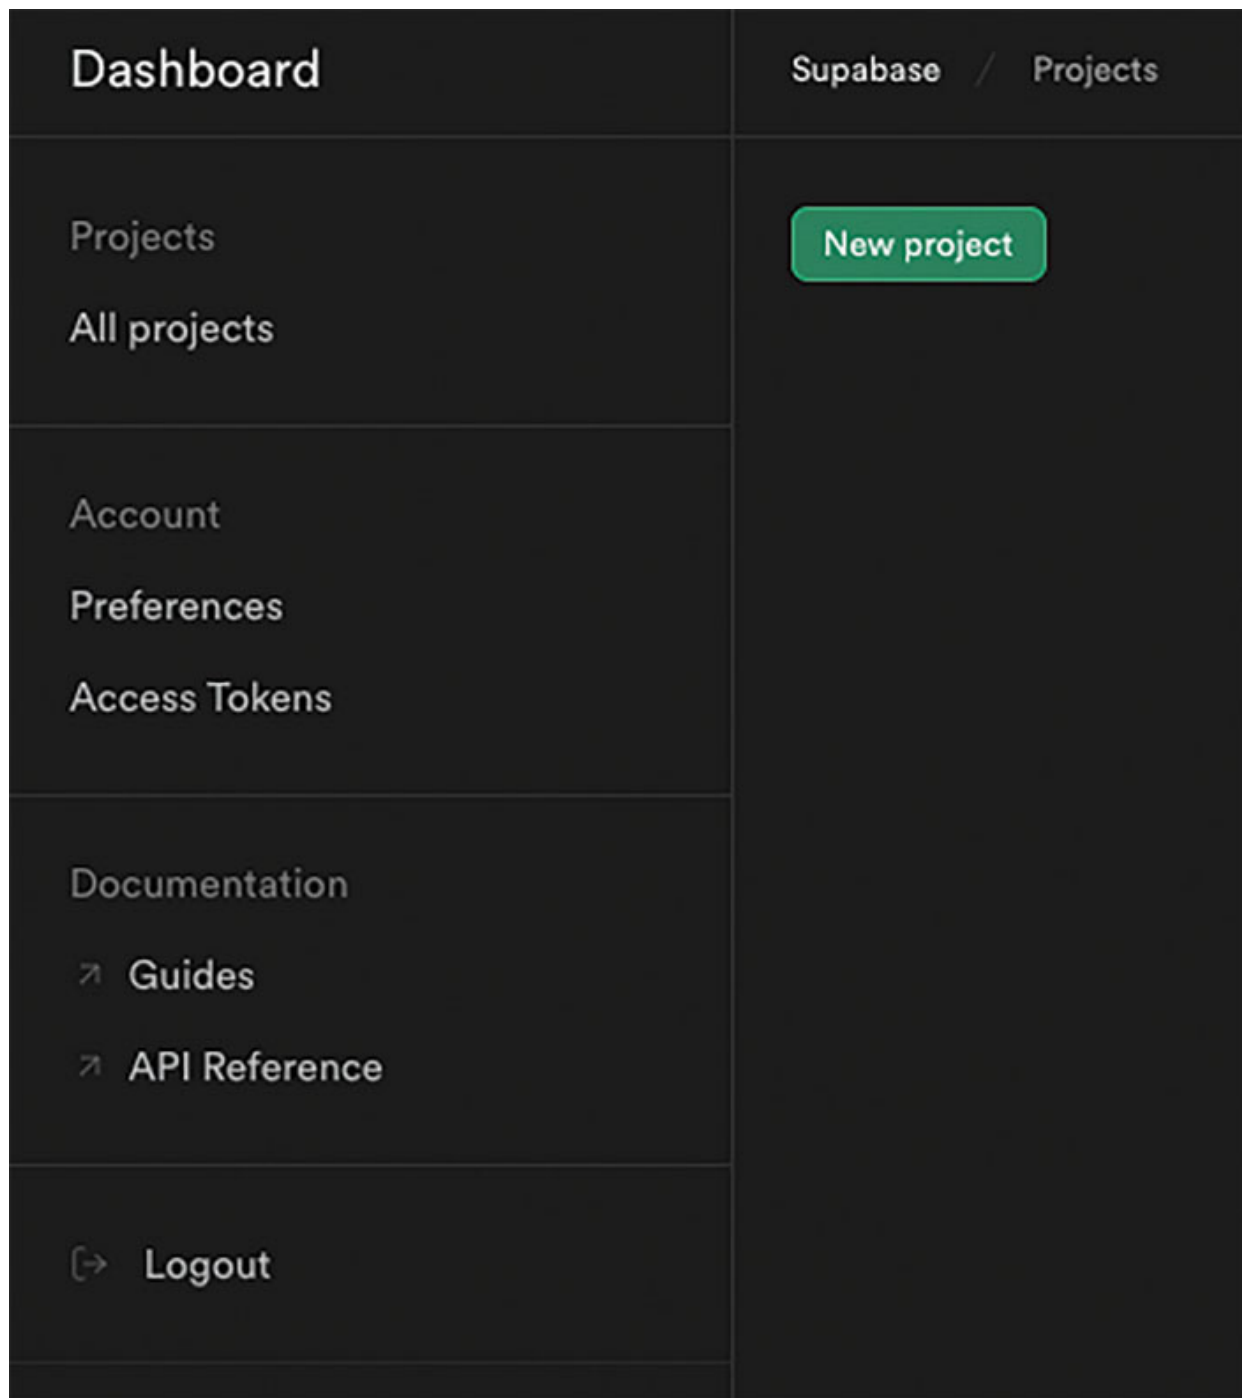 Dashboard
Supabase / Projects
Projects
All projects
Account
Preferences
Access Tokens
Documentation
Guides
API Reference
Logout
New project